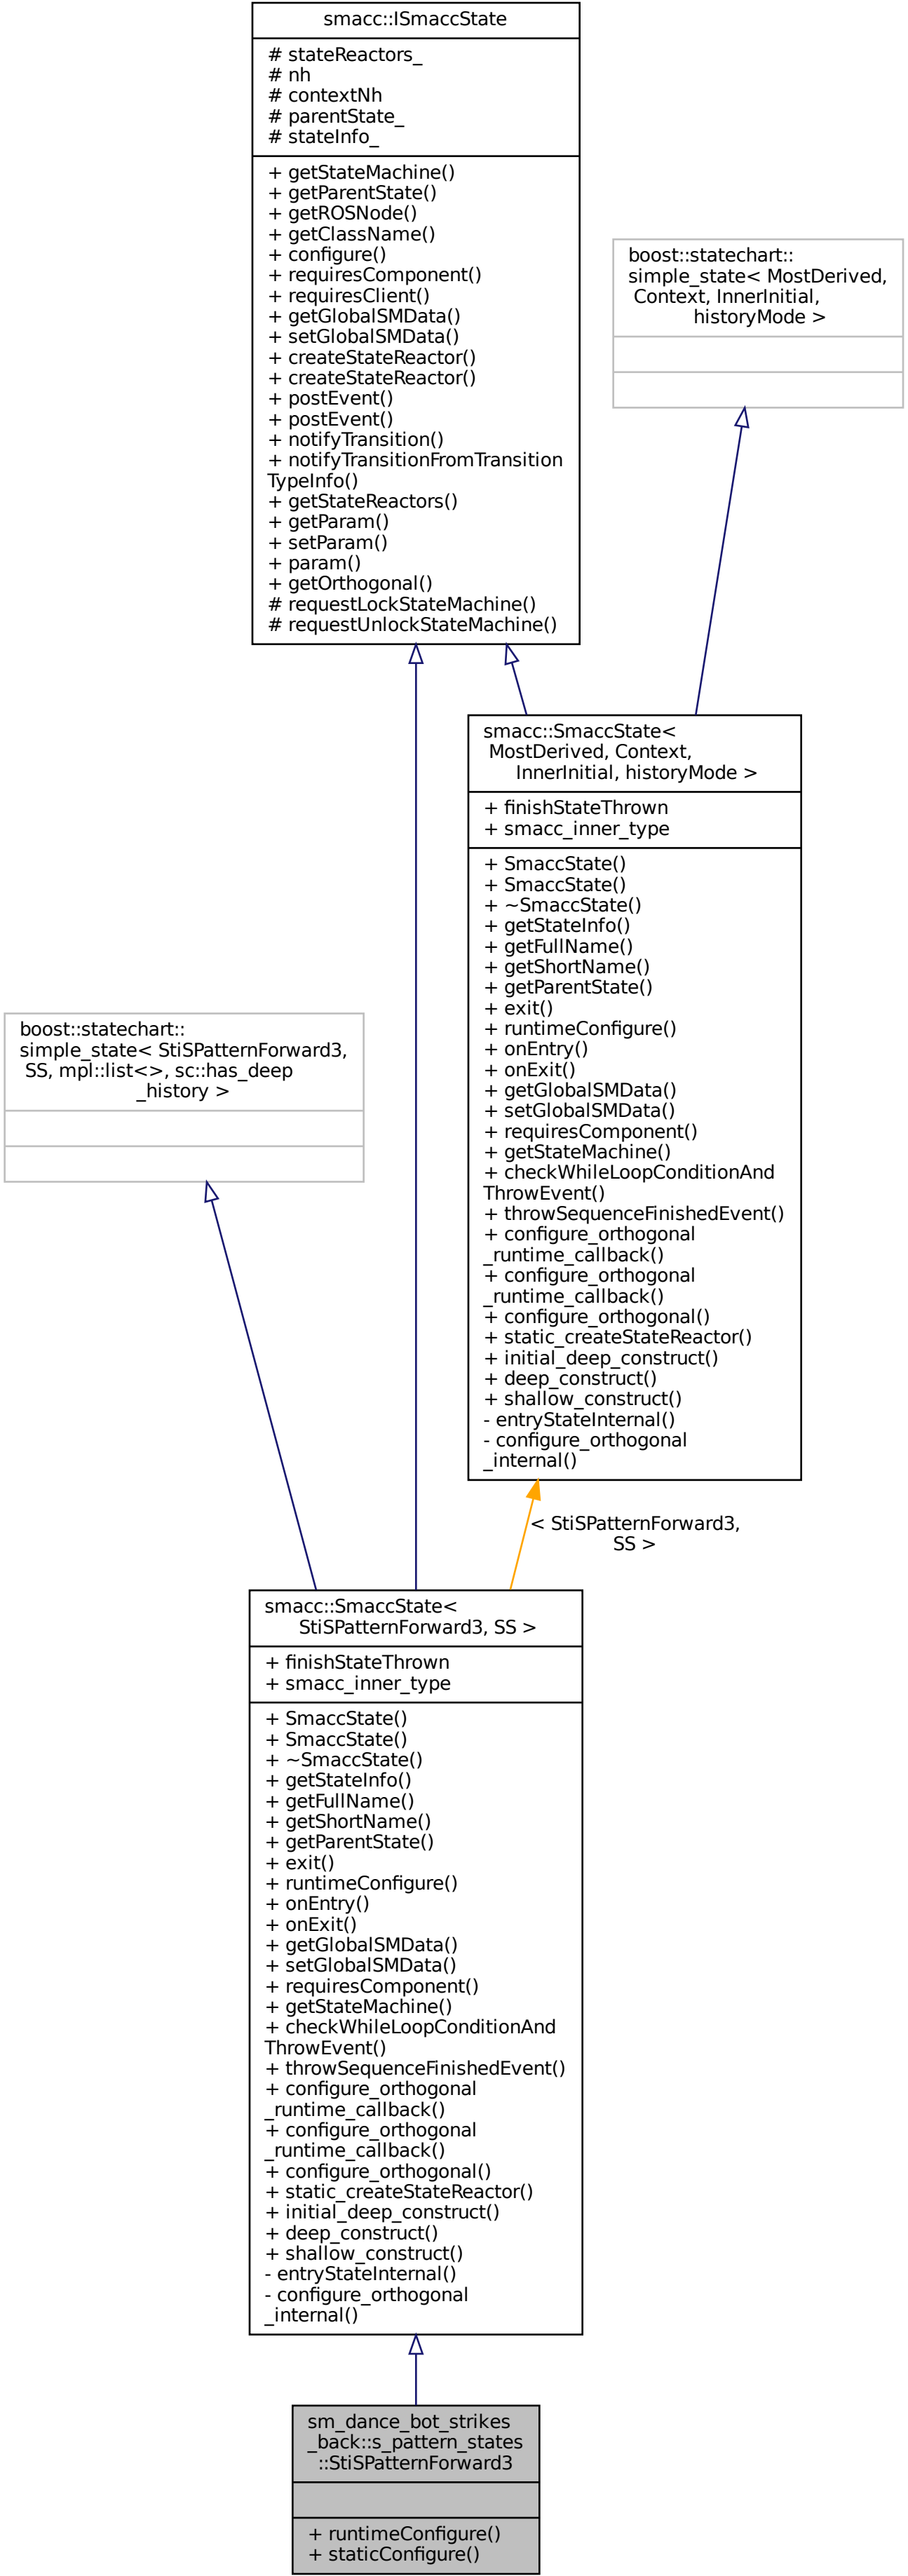 smacc::ISmaccState
# stateReactors_
# nh
# contextNh
# parentState_
# stateInfo_
+ getStateMachine()
+ getParentState()
+ getROSNode()
+ getClassName()
+ configure()
+ requiresComponent()
+ requiresClient()
+ getGlobalSMData()
+ setGlobalSMData()
+ createStateReactor()
+ createStateReactor()
+ postEvent()
+ postEvent()
+ notifyTransition()
+ notifyTransitionFromTransition
TypeInfo()
+ getStateReactors()
+ getParam()
+ setParam()
+ param()
+ getOrthogonal()
# requestLockStateMachine()
# requestUnlockStateMachine()
boost::statechart::
simple_state< MostDerived,
Context, InnerInitial,
historyMode >
smacc::SmaccState<
MostDerived, Context,
InnerInitial, historyMode >
+ finishStateThrown
+ smacc_inner_type
+ SmaccState()
+ SmaccState()
+ ~SmaccState()
+ getStateInfo()
+ getFullName()
+ getShortName()
+ getParentState()
+ exit()
+ runtimeConfigure()
+ onEntry()
+ onExit()
+ getGlobalSMData()
+ setGlobalSMData()
+ requiresComponent()
+ getStateMachine()
+ checkWhileLoopConditionAnd
ThrowEvent()
+ throwSequenceFinishedEvent()
+ configure_orthogonal
_runtime_callback()
+ configure_orthogonal
_runtime_callback()
+ configure_orthogonal()
+ static_createStateReactor()
+ initial_deep_construct()
+ deep_construct()
+ shallow_construct()
- entryStateInternal()
- configure_orthogonal
_internal()
boost::statechart::
simple_state< StiSPatternForward3,
SS, mpl::list<>, sc::has_deep
_history >
< StiSPatternForward3,
SS >
smacc::SmaccState<
StiSPatternForward3, SS >
+ finishStateThrown
+ smacc_inner_type
+ SmaccState()
+ SmaccState()
+ ~SmaccState()
+ getStateInfo()
+ getFullName()
+ getShortName()
+ getParentState()
+ exit()
+ runtimeConfigure()
+ onEntry()
+ onExit()
+ getGlobalSMData()
+ setGlobalSMData()
+ requiresComponent()
+ getStateMachine()
+ checkWhileLoopConditionAnd
ThrowEvent()
+ throwSequenceFinishedEvent()
+ configure_orthogonal
_runtime_callback()
+ configure_orthogonal
_runtime_callback()
+ configure_orthogonal()
+ static_createStateReactor()
+ initial_deep_construct()
+ deep_construct()
+ shallow_construct()
- entryStateInternal()
- configure_orthogonal
_internal()
sm_dance_bot_strikes
_back::s_pattern_states
::StiSPatternForward3
+ runtimeConfigure()
+ staticConfigure()